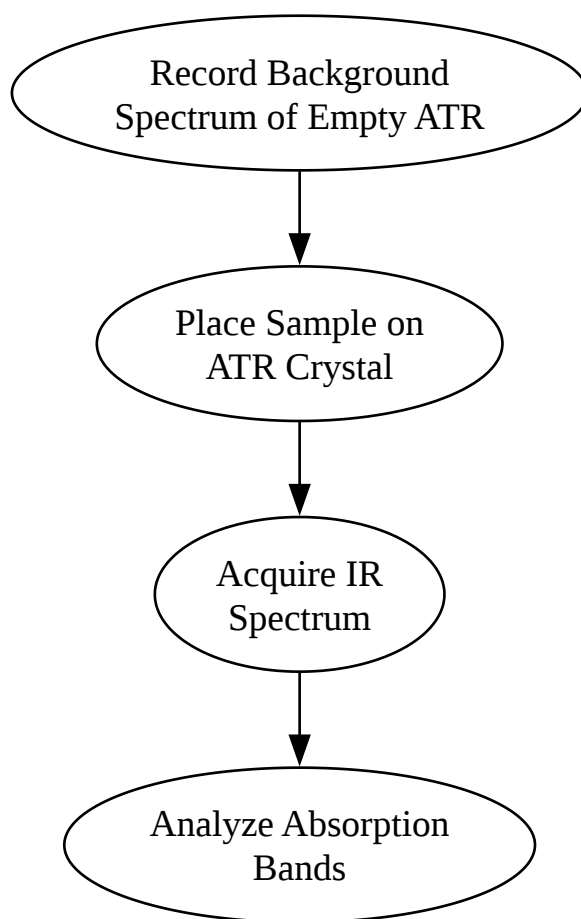 Record Background
Spectrum of Empty ATR
Place Sample on
ATR Crystal
Acquire IR
Spectrum
Analyze Absorption
Bands